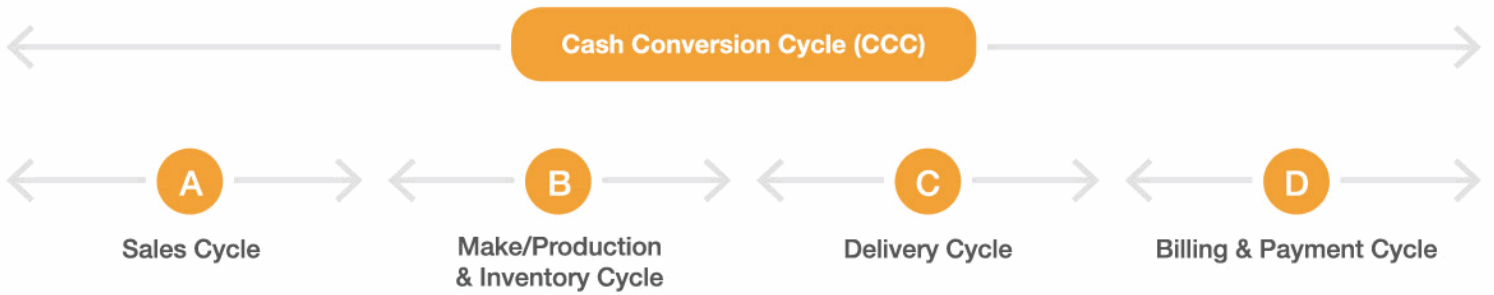 Cash Conversion Cycle (CCC)
A
B
C
D
Sales Cycle
Make/Production
& Inventory Cycle
Delivery Cycle
Billing & Payment Cycle